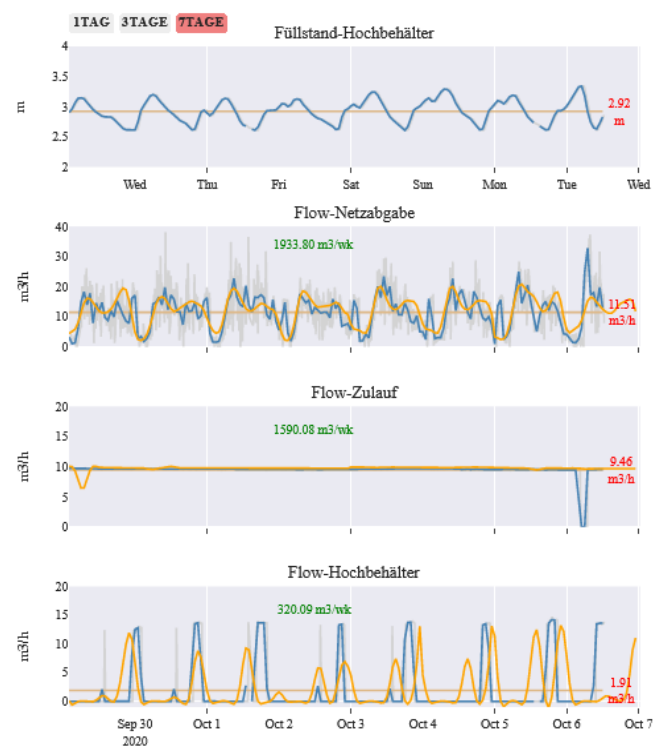 1TAG 3TAGE 7TAGE
Füllstand-Hochbehälter
4
3.5
3
2.5
2
m
2.92
m
Wed Thu Fri Sat Sun Mon Tue Wed
Flow-Netzabgabe
40
30
20
10
0
m3/h
1933.80 m3/wk
11.51
m3/h
Flow-Zulauf
20
15
10
5
0
m3/h
1590.08 m3/wk
9.46
m3/h
Flow-Hochbehälter
20
15
10
5
0
m3/h
320.09 m3/wk
1.91
m3/h
Sep 30 Oct 1 Oct 2 Oct 3 Oct 4 Oct 5 Oct 6 Oct 7
2020